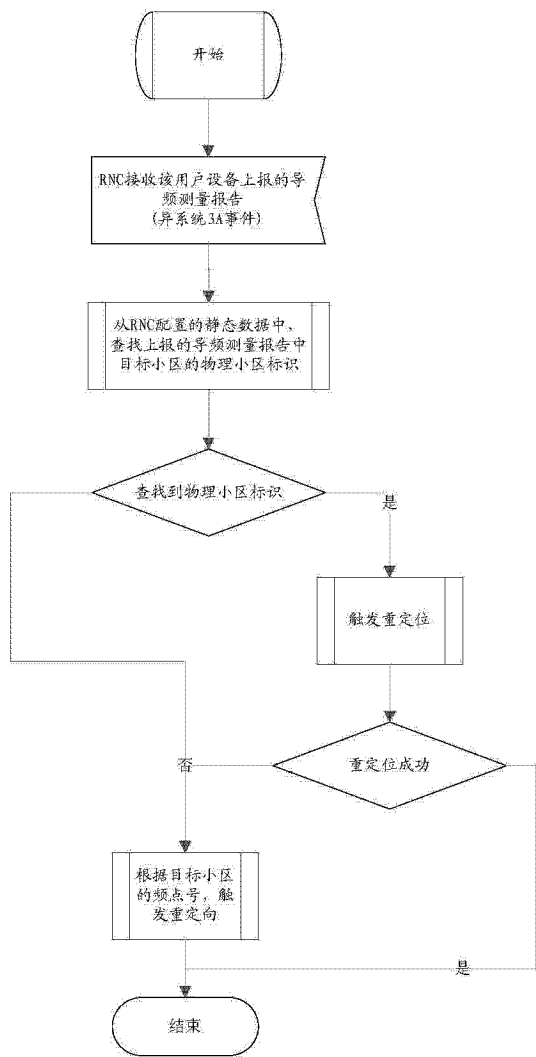 开始
RNC接收该用户设备上报的导
频测量报告
(异系统3A事件)
从RNC配置的静态数据中，
查找上报的导频测量报告中
目标小区的物理小区标识
查找到物理小区标识
是
触发重定位
重定位成功
否
根据目标小区
的频点号，触
发重定向
是
结束